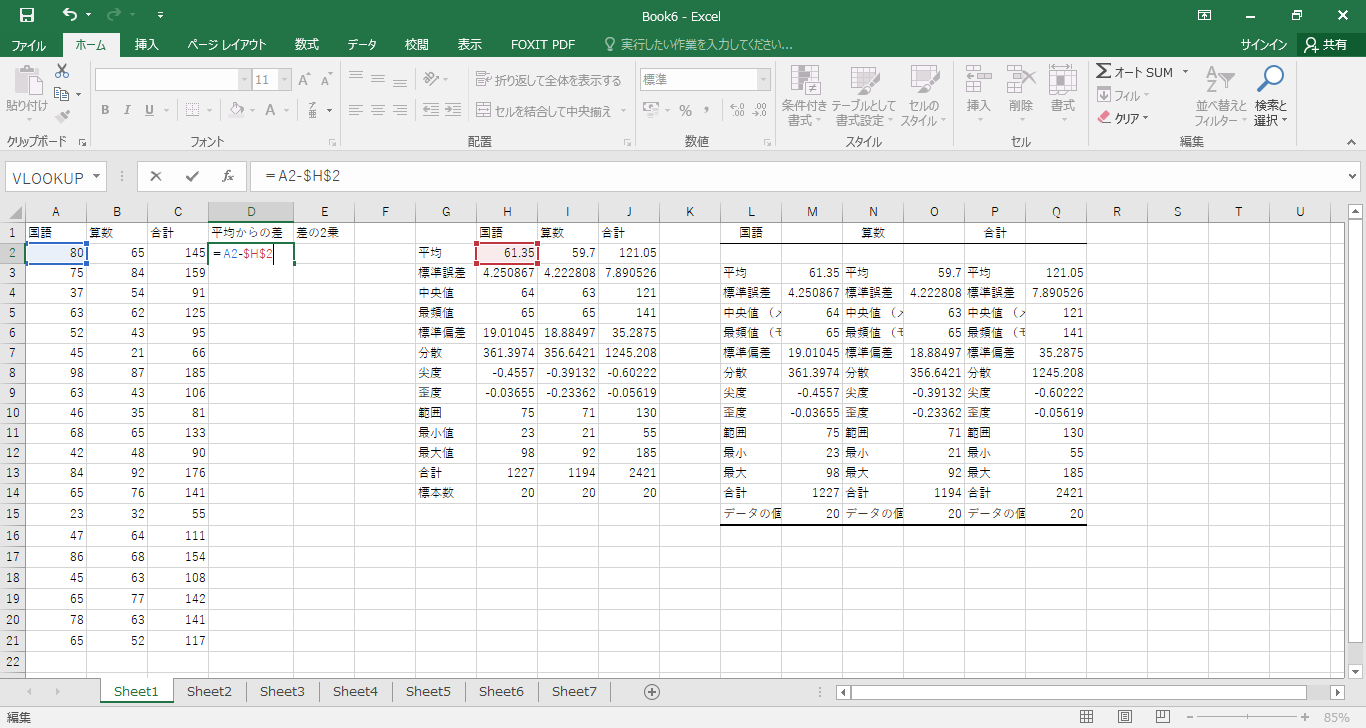 Book6 - Excel
ファイル ホーム 挿入 ページ レイアウト 数式 データ 校閲 表示 FOXIT PDF 実行したい作業を入力してください... サインイン 共有
貼り付け 11 A A 折り返して全体を表示する 標準 条件付き テーブルとして セルの 挿入 削除 書式 Σ オート SUM 並べ替えと 検索と
B I U A セルを結合して中央揃え % 書式 書式設定 スタイル フィル フィルター 選択
クリア
クリップボード フォント 配置 数値 スタイル セル 編集
VLOOKUP fx =A2-$H$2
A B C D E F G H I J K L M N O P Q R S T U
1 国語 算数 合計 平均からの差 差の2乗 国語 算数 合計 国語 算数 合計
2 80 65 145 =A2-$H$2 平均 61.35 59.7 121.05
3 75 84 159 標準誤差 4.250867 4.222808 7.890526 平均 61.35 平均 59.7 平均 121.05
4 37 54 91 中央値 64 63 121 標準誤差 4.250867 標準誤差 4.222808 標準誤差 7.890526
5 63 62 125 最頻値 65 65 141 中央値 （メ 64 中央値 （メ 63 中央値 （メ 121
6 52 43 95 標準偏差 19.01045 18.88497 35.2875 最頻値 （モ 65 最頻値 （モ 65 最頻値 （モ 141
7 45 21 66 分散 361.3974 356.6421 1245.208 標準偏差 19.01045 標準偏差 18.88497 標準偏差 35.2875
8 98 87 185 尖度 -0.4557 -0.39132 -0.60222 分散 361.3974 分散 356.6421 分散 1245.208
9 63 43 106 歪度 -0.03655 -0.23362 -0.05619 尖度 -0.4557 尖度 -0.39132 尖度 -0.60222
10 46 35 81 範囲 75 71 130 歪度 -0.03655 歪度 -0.23362 歪度 -0.05619
11 68 65 133 最小値 23 21 55 範囲 75 範囲 71 範囲 130
12 42 48 90 最大値 98 92 185 最小 23 最小 21 最小 55
13 84 92 176 合計 1227 1194 2421 最大 98 最大 92 最大 185
14 65 76 141 標本数 20 20 20 合計 1227 合計 1194 合計 2421
15 23 32 55 データの個 20 データの個 20 データの個 20
16 47 64 111
17 86 68 154
18 45 63 108
19 65 77 142
20 78 63 141
21 65 52 117
22
Sheet1 Sheet2 Sheet3 Sheet4 Sheet5 Sheet6 Sheet7
編集 85%